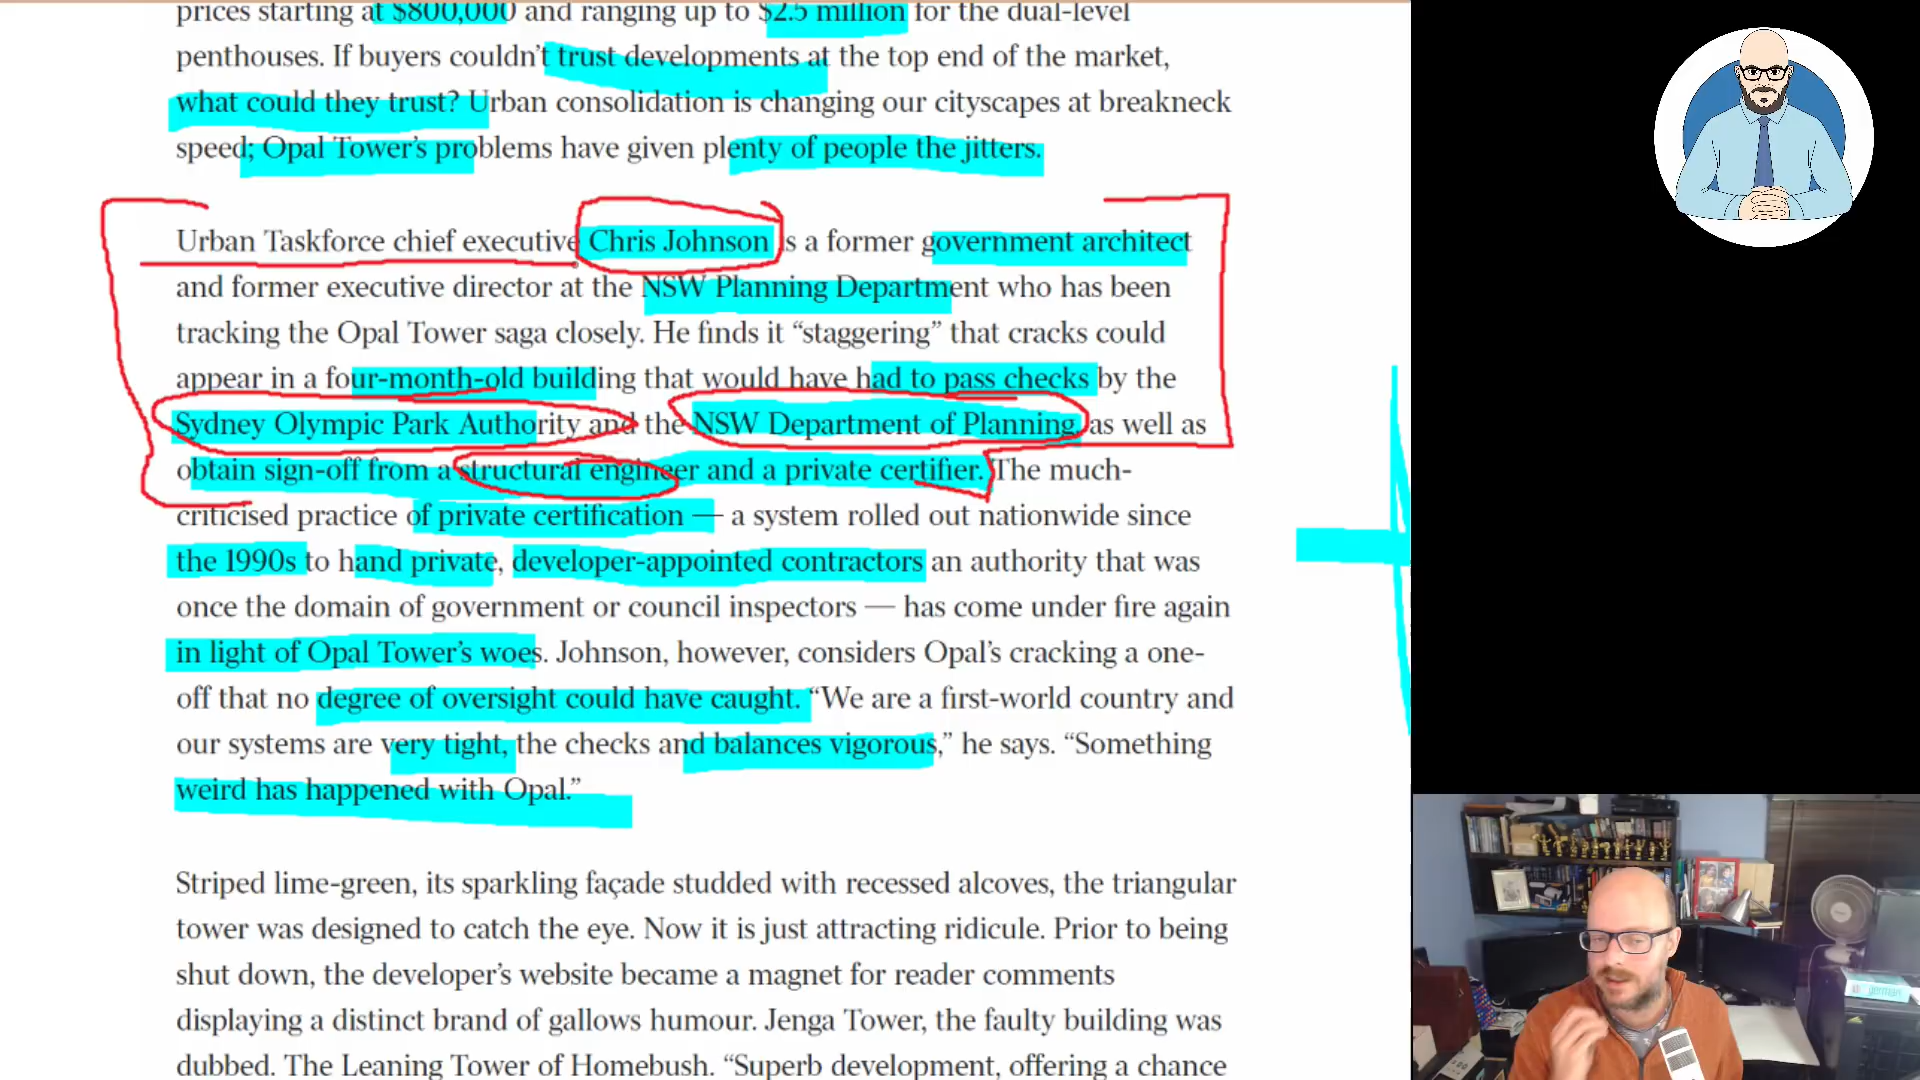 prices starting at $800,000 and ranging up to $2.5 million for the dual-level
penthouses. If buyers couldn't trust developments at the top end of the market,
what could they trust? Urban consolidation is changing our cityscapes at breakneck
speed; Opal Tower's problems have given plenty of people the jitters.
Urban Taskforce chief executive Chris Johnson is a former government architect
and former executive director at the NSW Planning Department who has been
tracking the Opal Tower saga closely. He finds it “staggering” that cracks could
appear in a four-month-old building that would have had to pass checks by the
Sydney Olympic Park Authority and the NSW Department of Planning, as well as
obtain sign-off from a structural engineer and a private certifier. The much-
criticised practice of private certification — a system rolled out nationwide since
the 1990s to hand private, developer-appointed contractors an authority that was
once the domain of government or council inspectors — has come under fire again
in light of Opal Tower's woes. Johnson, however, considers Opal's cracking a one-
off that no degree of oversight could have caught. “We are a first-world country and
our systems are very tight, the checks and balances vigorous,” he says. “Something
weird has happened with Opal.”
Striped lime-green, its sparkling façade studded with recessed alcoves, the triangular
tower was designed to catch the eye. Now it is just attracting ridicule. Prior to being
shut down, the developer's website became a magnet for reader comments
displaying a distinct brand of gallows humour. Jenga Tower, the faulty building was
dubbed. The Leaning Tower of Homebush. “Superb development, offering a chance
german